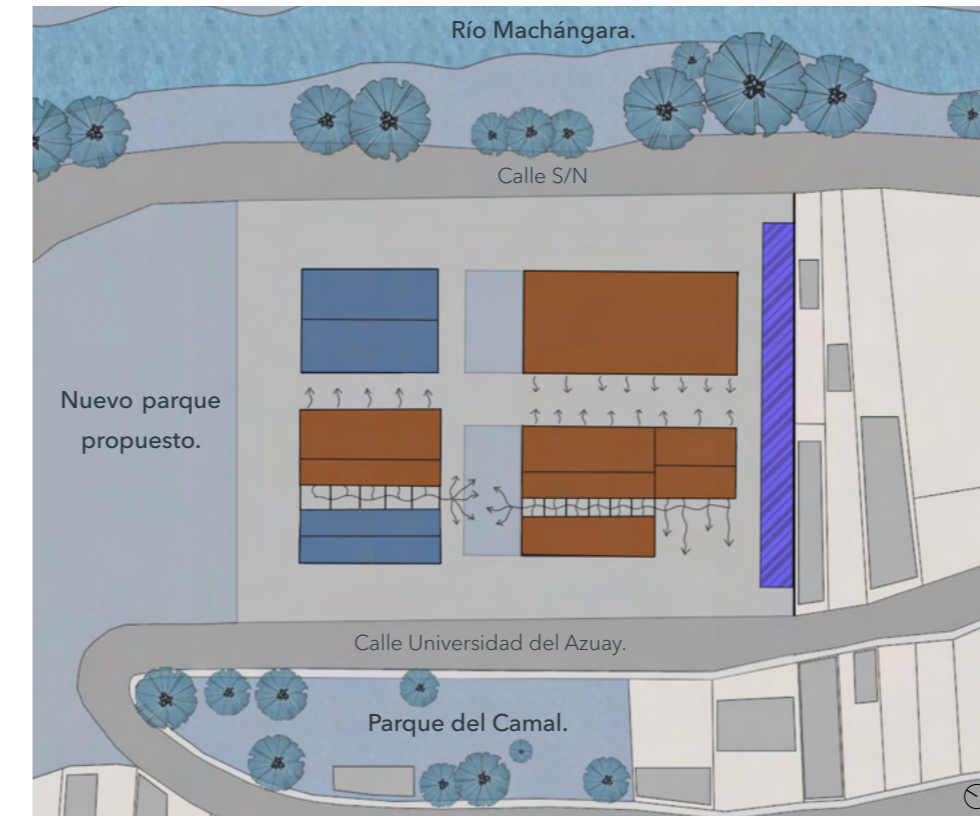 Río Machángara.
Calle S/N
Nuevo parque
propuesto.
Calle Universidad del Azuay.
Parque del Camal.